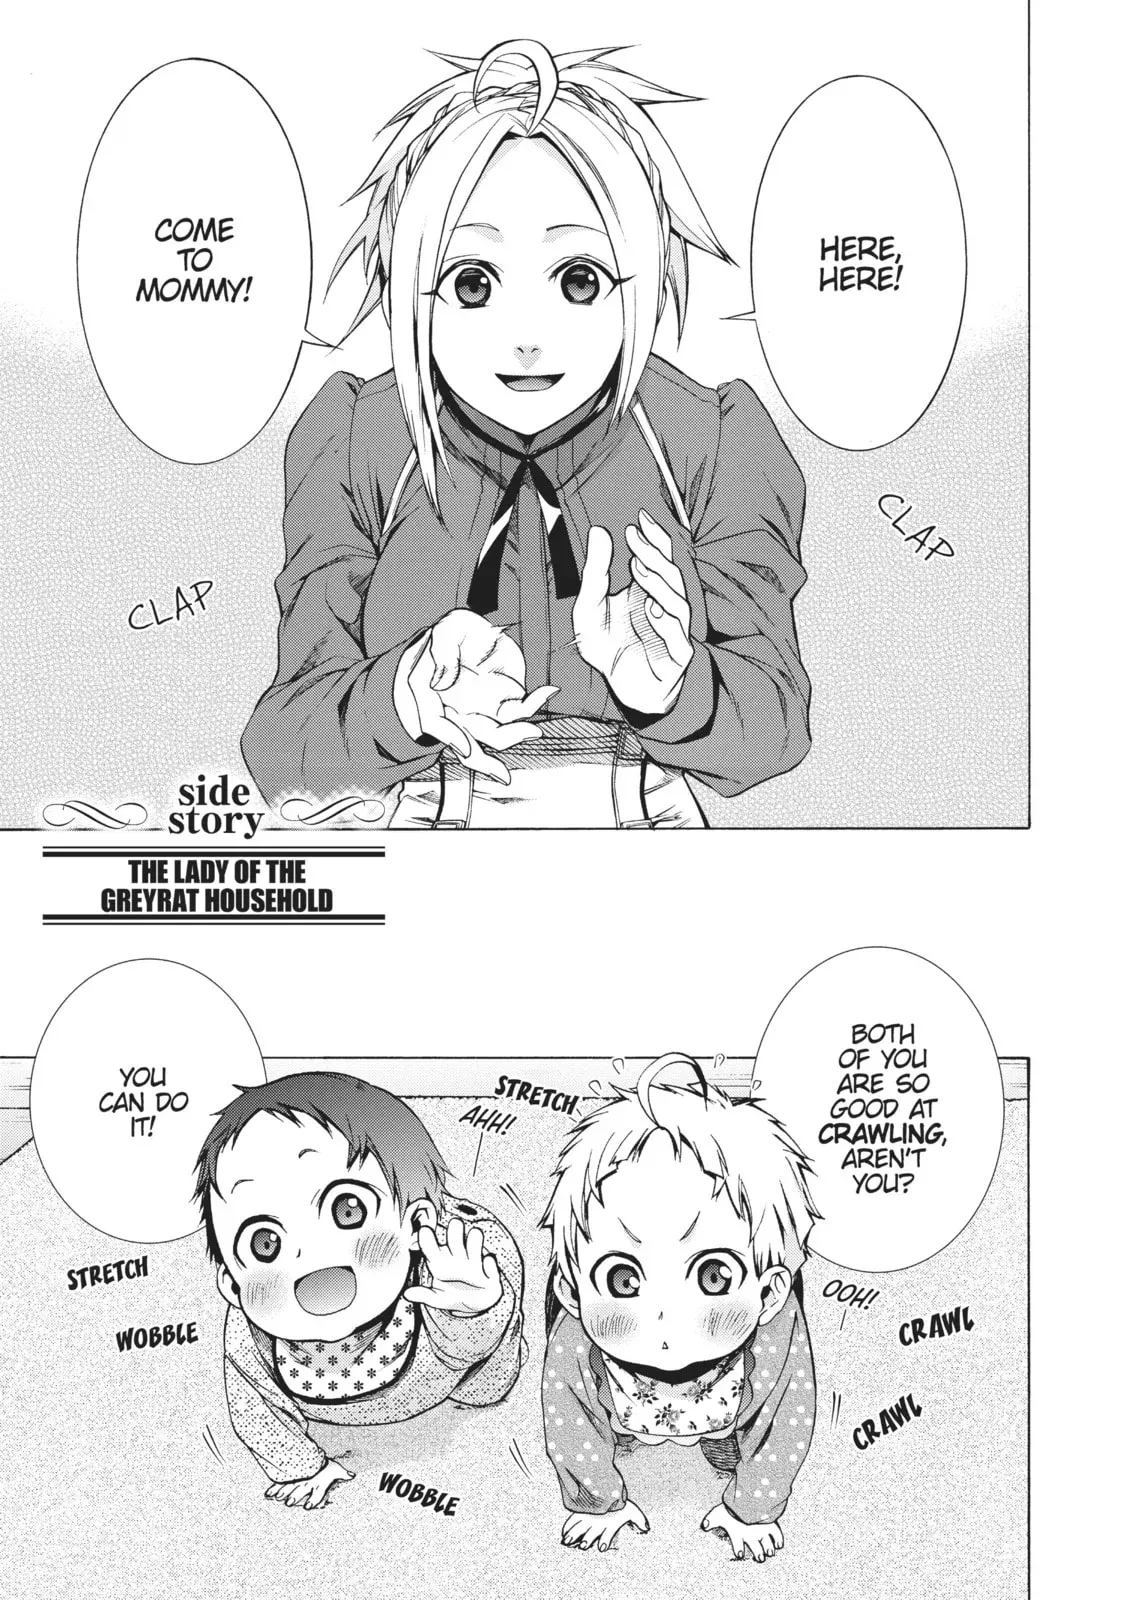 HERE,
HERE!
CLAP
COME
TO
MOMMY!
CLAP
side
story
THE LADY OF THE
GREYRAT HOUSEHOLD
BOTH
OF YOU
ARE SO
GOOD AT
CRAWLING,
AREN'T
YOU?
OOH!
CRAWL
CRAWL
STRETCH
AHH!
YOU
CAN DO
IT!
STRETCH
WOBBLE
WOBBLE